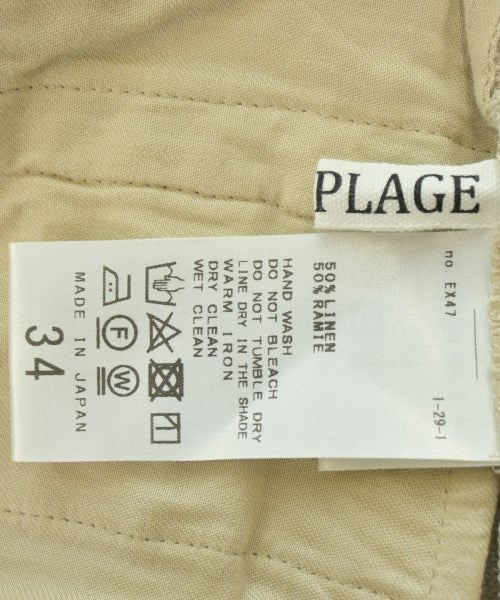 PLAGE
no. EX47
1-29-1
50% LINEN
50% RAMIE
HAND WASH
DO NOT BLEACH
DO NOT TUMBLE DRY
LINE DRY IN THE SHADE
WARM IRON
DRY CLEAN
WET CLEAN
F
W
MADE IN JAPAN
34